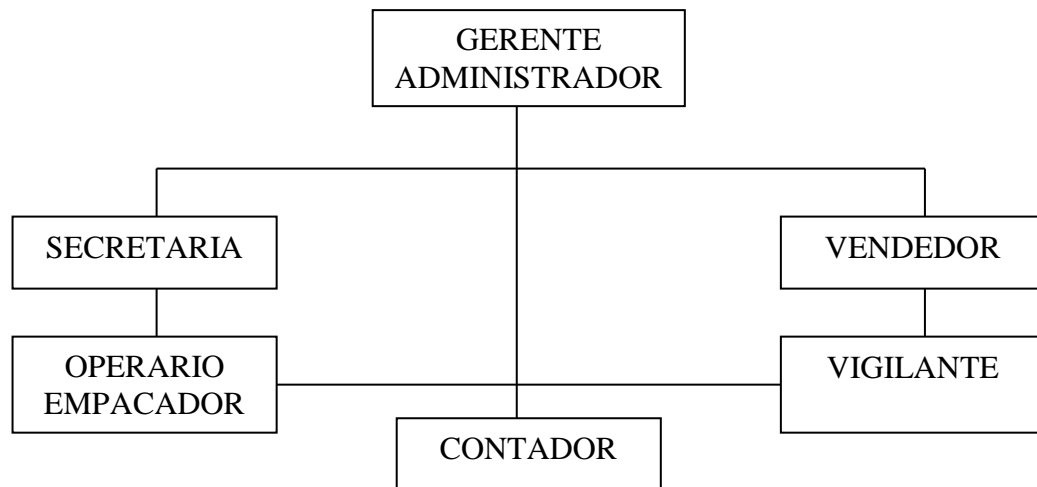 GERENTE
ADMINISTRADOR
SECRETARIA
VENDEDOR
OPERARIO
EMPACADOR
VIGILANTE
CONTADOR